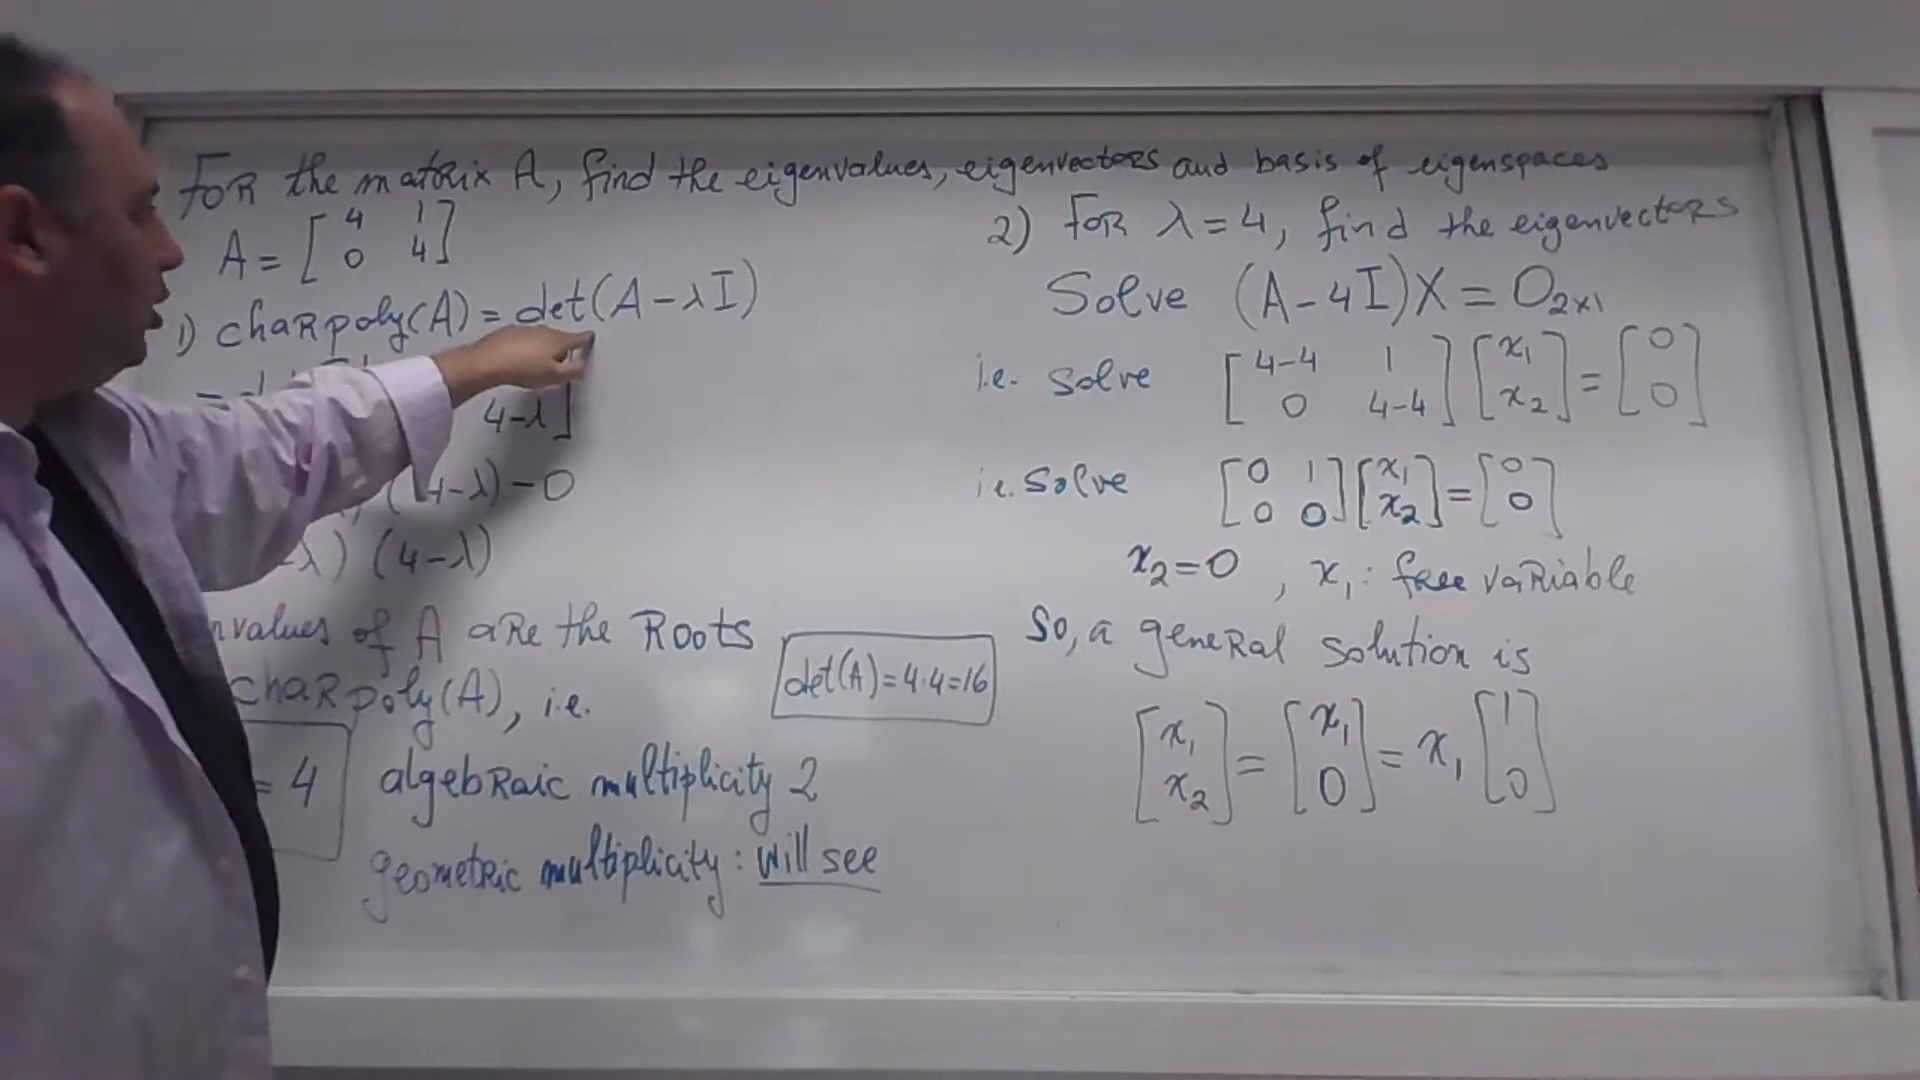 For the matrix A, find the eigenvalues, eigenvectors and basis of eigenspaces
A = [ 4 1
0 4 ]
1) charpoly(A) = det(A − λI)
4−λ ]
(4−λ) − 0
λ) (4−λ)
nvalues of A are the Roots
charpoly(A), i.e.
= 4 algebraic multiplicity 2
geometric multiplicity: will see
det(A) = 4·4 = 16
2) For λ = 4, find the eigenvectors
Solve (A − 4I)X = O₂ₓ₁
i.e. solve [ 4−4 1 ] [ x₁ ] = [ 0 ]
[ 0 4−4 ] [ x₂ ] [ 0 ]
i.e. solve [ 0 1 ] [ x₁ ] = [ 0 ]
[ 0 0 ] [ x₂ ] [ 0 ]
x₂ = 0 , x₁ : free variable
So, a general solution is
[ x₁ ] = [ x₁ ] = x₁ [ 1 ]
[ x₂ ] [ 0 ] [ 0 ]